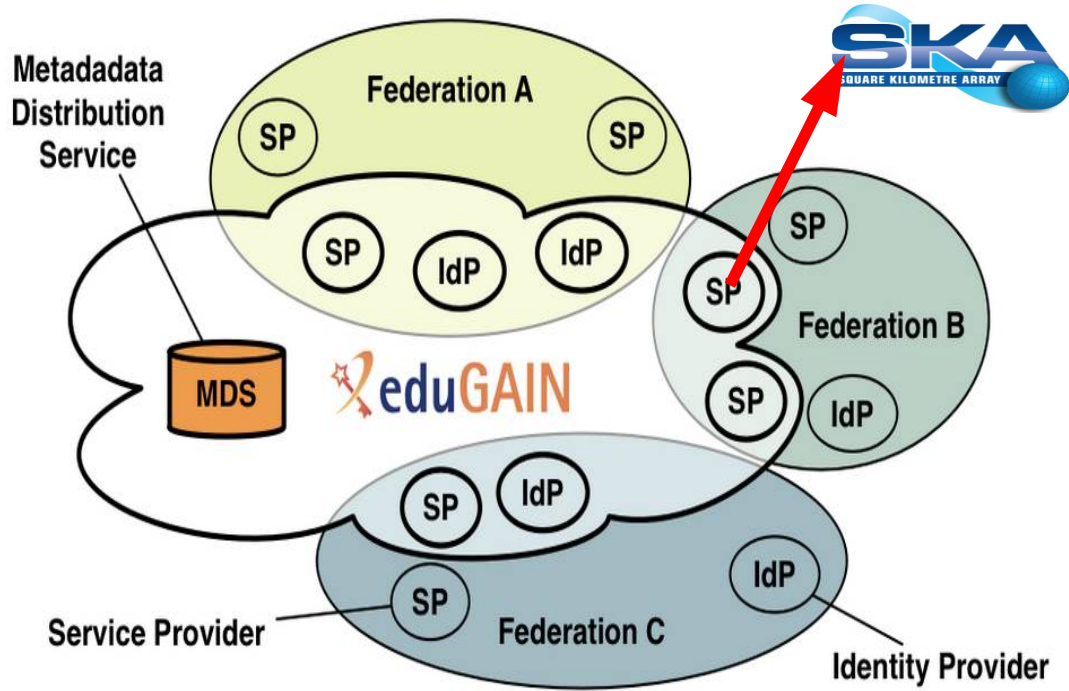 SKA
SQUARE KILOMETRE ARRAY
Metadadata
Distribution
Service
Federation A
SP
SP
SP
IdP
IdP
SP
SP
Federation B
SP
IdP
MDS
eduGAIN
SP
IdP
SP
IdP
Service Provider
Federation C
Identity Provider